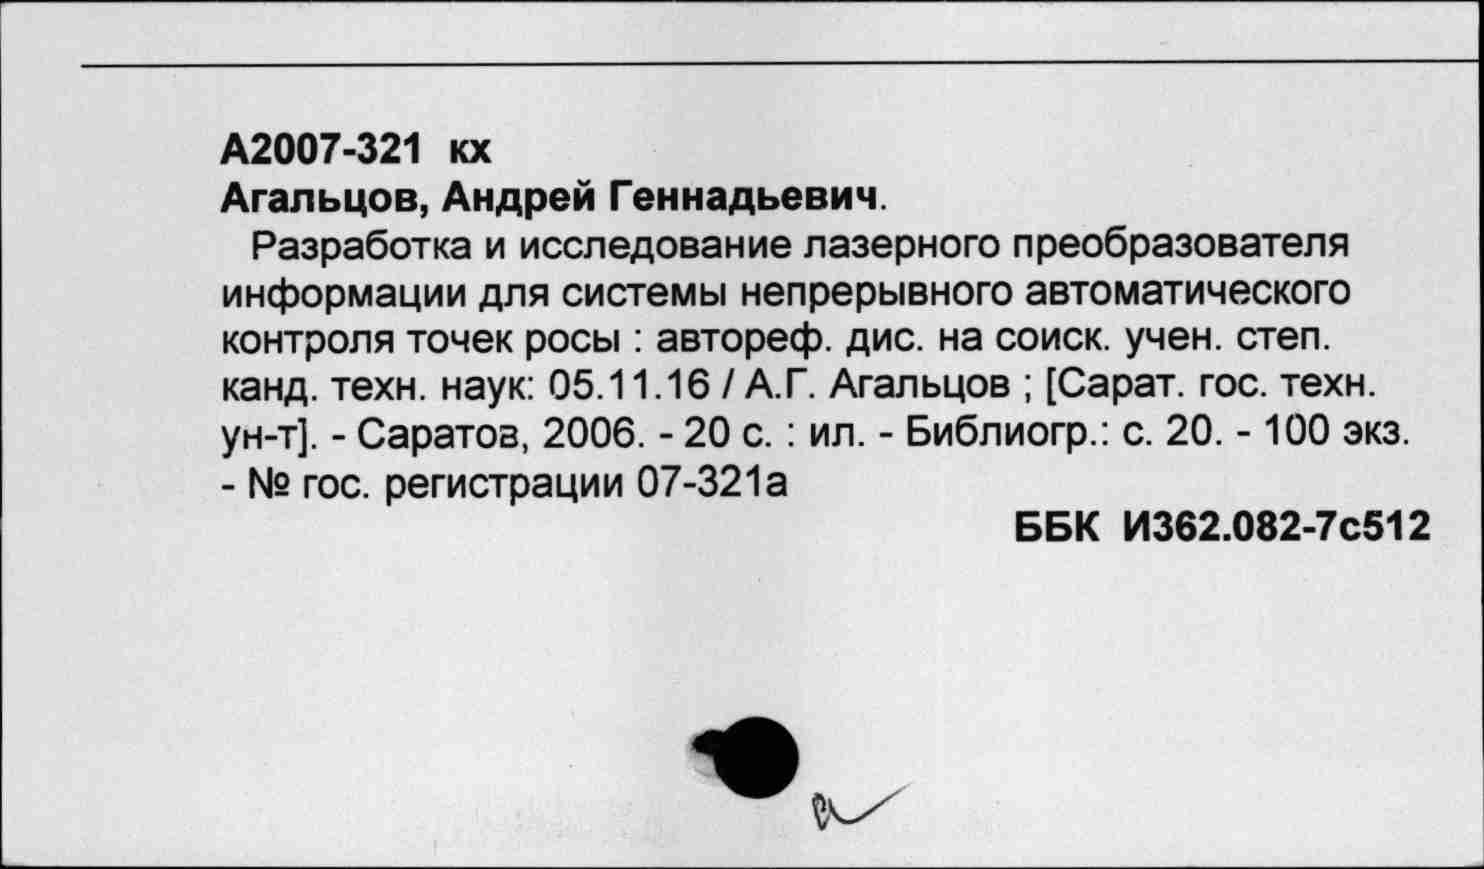 А2007-321 кх
Агальцов, Андрей Геннадьевич.
Разработка и исследование лазерного преобразователя
информации для системы непрерывного автоматического
контроля точек росы : автореф. дис. на соиск. учен. степ.
канд. техн. наук: 05.11.16 / А.Г. Агальцов ; [Сарат. гос. техн.
ун-т]. - Саратов, 2006. - 20 с. : ил. - Библиогр.: с. 20. - 100 экз.
- № гос. регистрации 07-321а
ББК И362.082-7с512